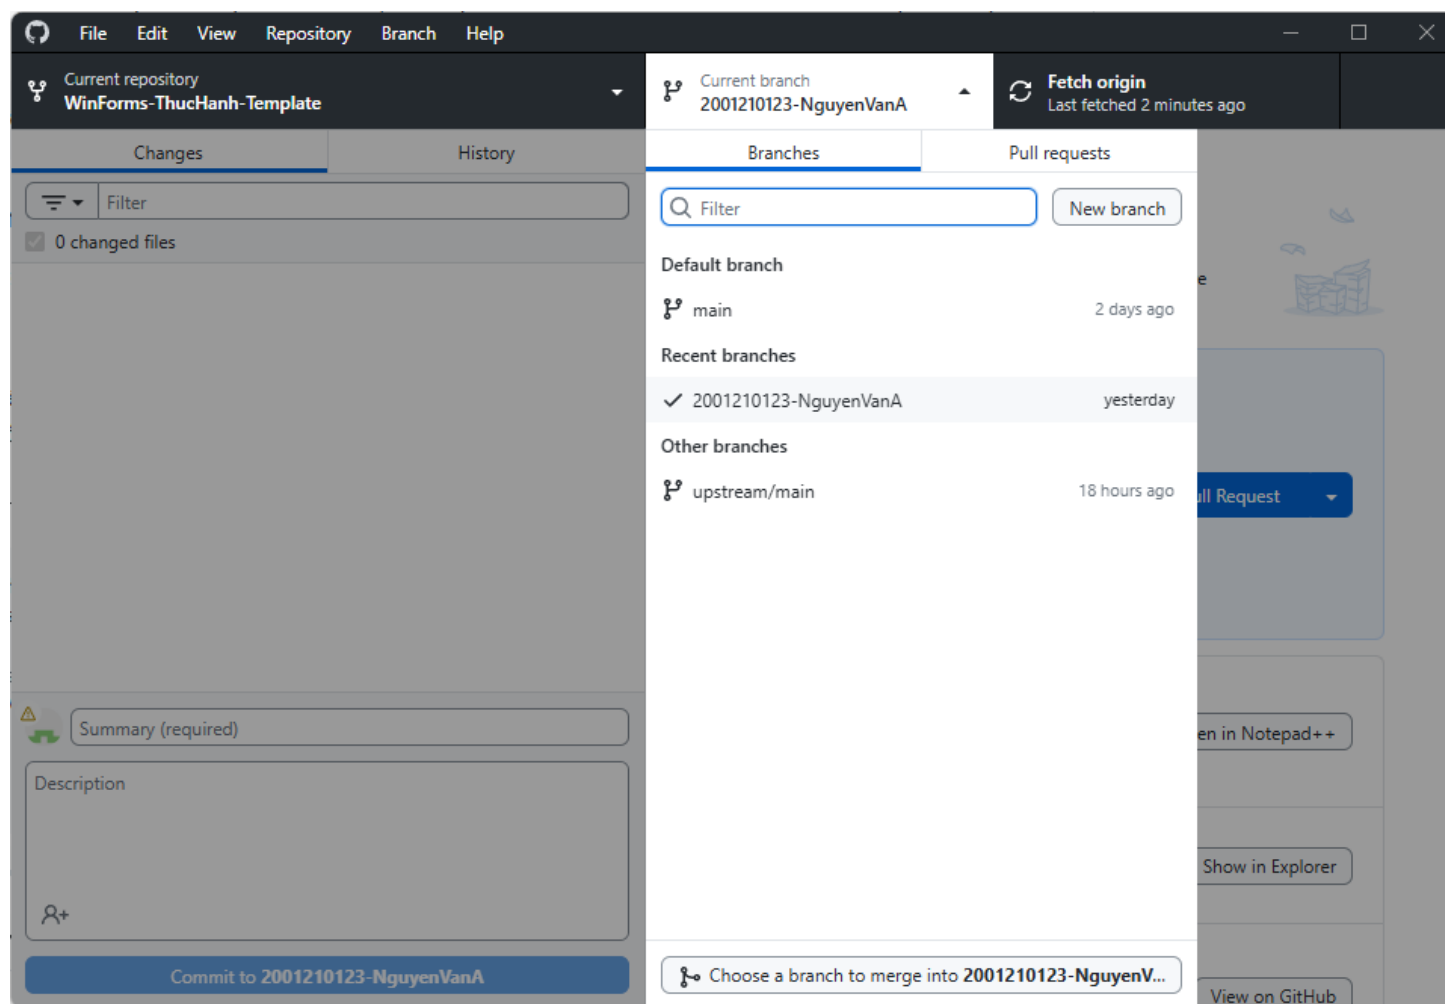 File Edit View Repository Branch Help
Current repository
WinForms-ThucHanh-Template
Current branch
2001210123-NguyenVanA
Fetch origin
Last fetched 2 minutes ago
Changes
History
Filter
0 changed files
Summary (required)
Description
Commit to 2001210123-NguyenVanA
Branches
Pull requests
Filter
New branch
Default branch
main 2 days ago
Recent branches
2001210123-NguyenVanA yesterday
Other branches
upstream/main 18 hours ago
Choose a branch to merge into 2001210123-NguyenV...
e
ull Request
en in Notepad++
Show in Explorer
View on GitHub